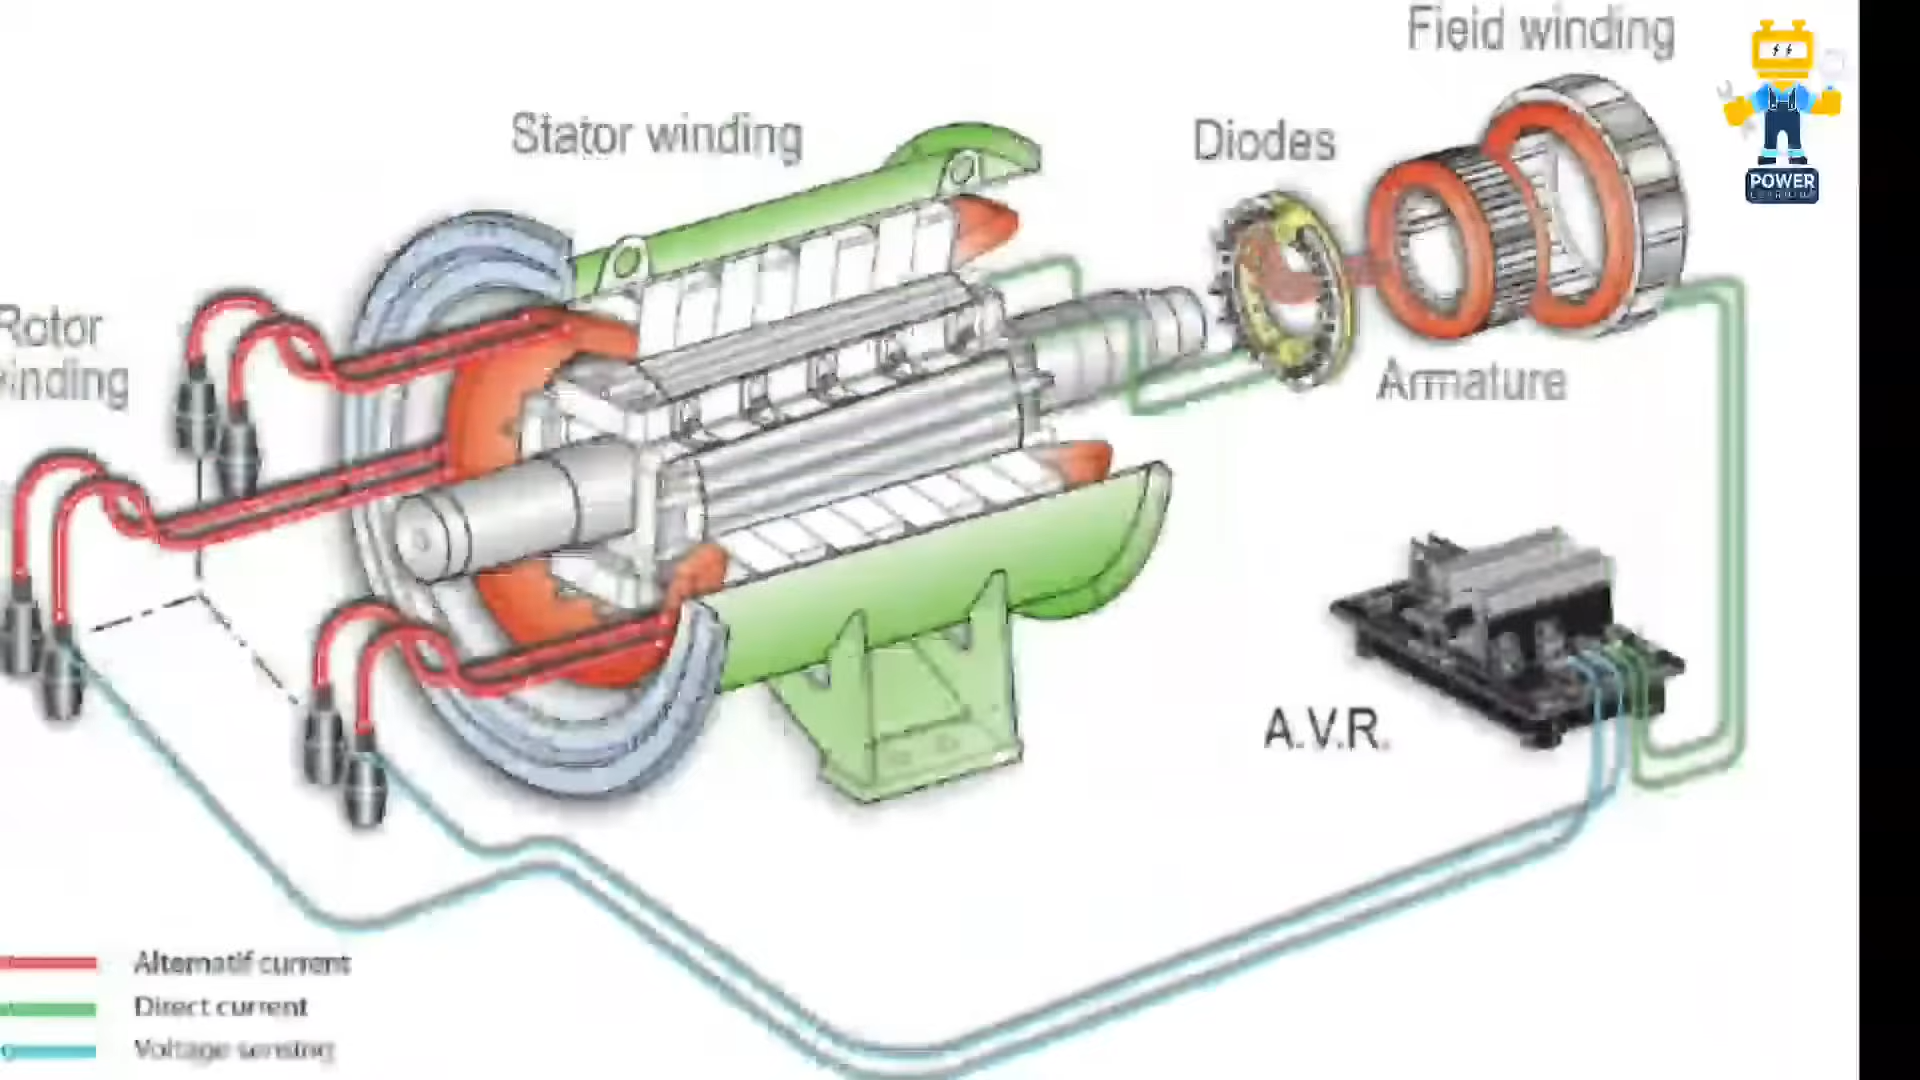 Field winding
Stator winding
Diodes
POWER
Rotor
winding
Armature
A.V.R.
Alternatif current
Direct current
Voltage sensing